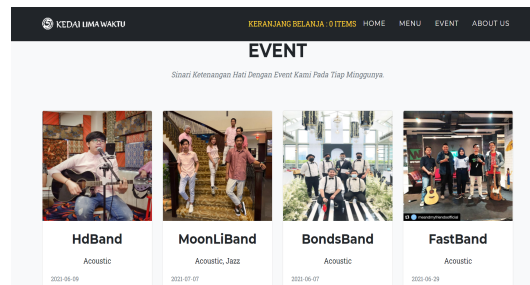 KEDAI LIMA WAKTU
KERANJANG BELANJA : 0 ITEMS HOME MENU EVENT ABOUT US
EVENT
Sinari Ketenangan Hati Dengan Event Kami Pada Tiap Minggunya.
HdBand MoonLiBand BondsBand FastBand
Acoustic Acoustic, Jazz Acoustic Acoustic
2021-06-09 2021-07-07 2021-06-07 2021-06-29